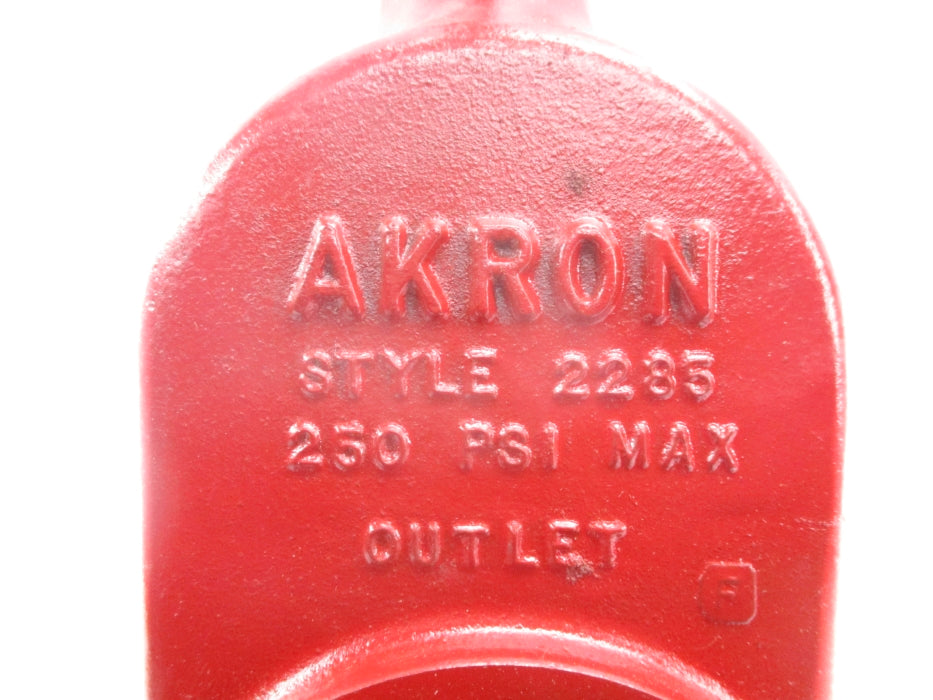 AKRON
STYLE 2285
250 PSI MAX
OUTLET
F